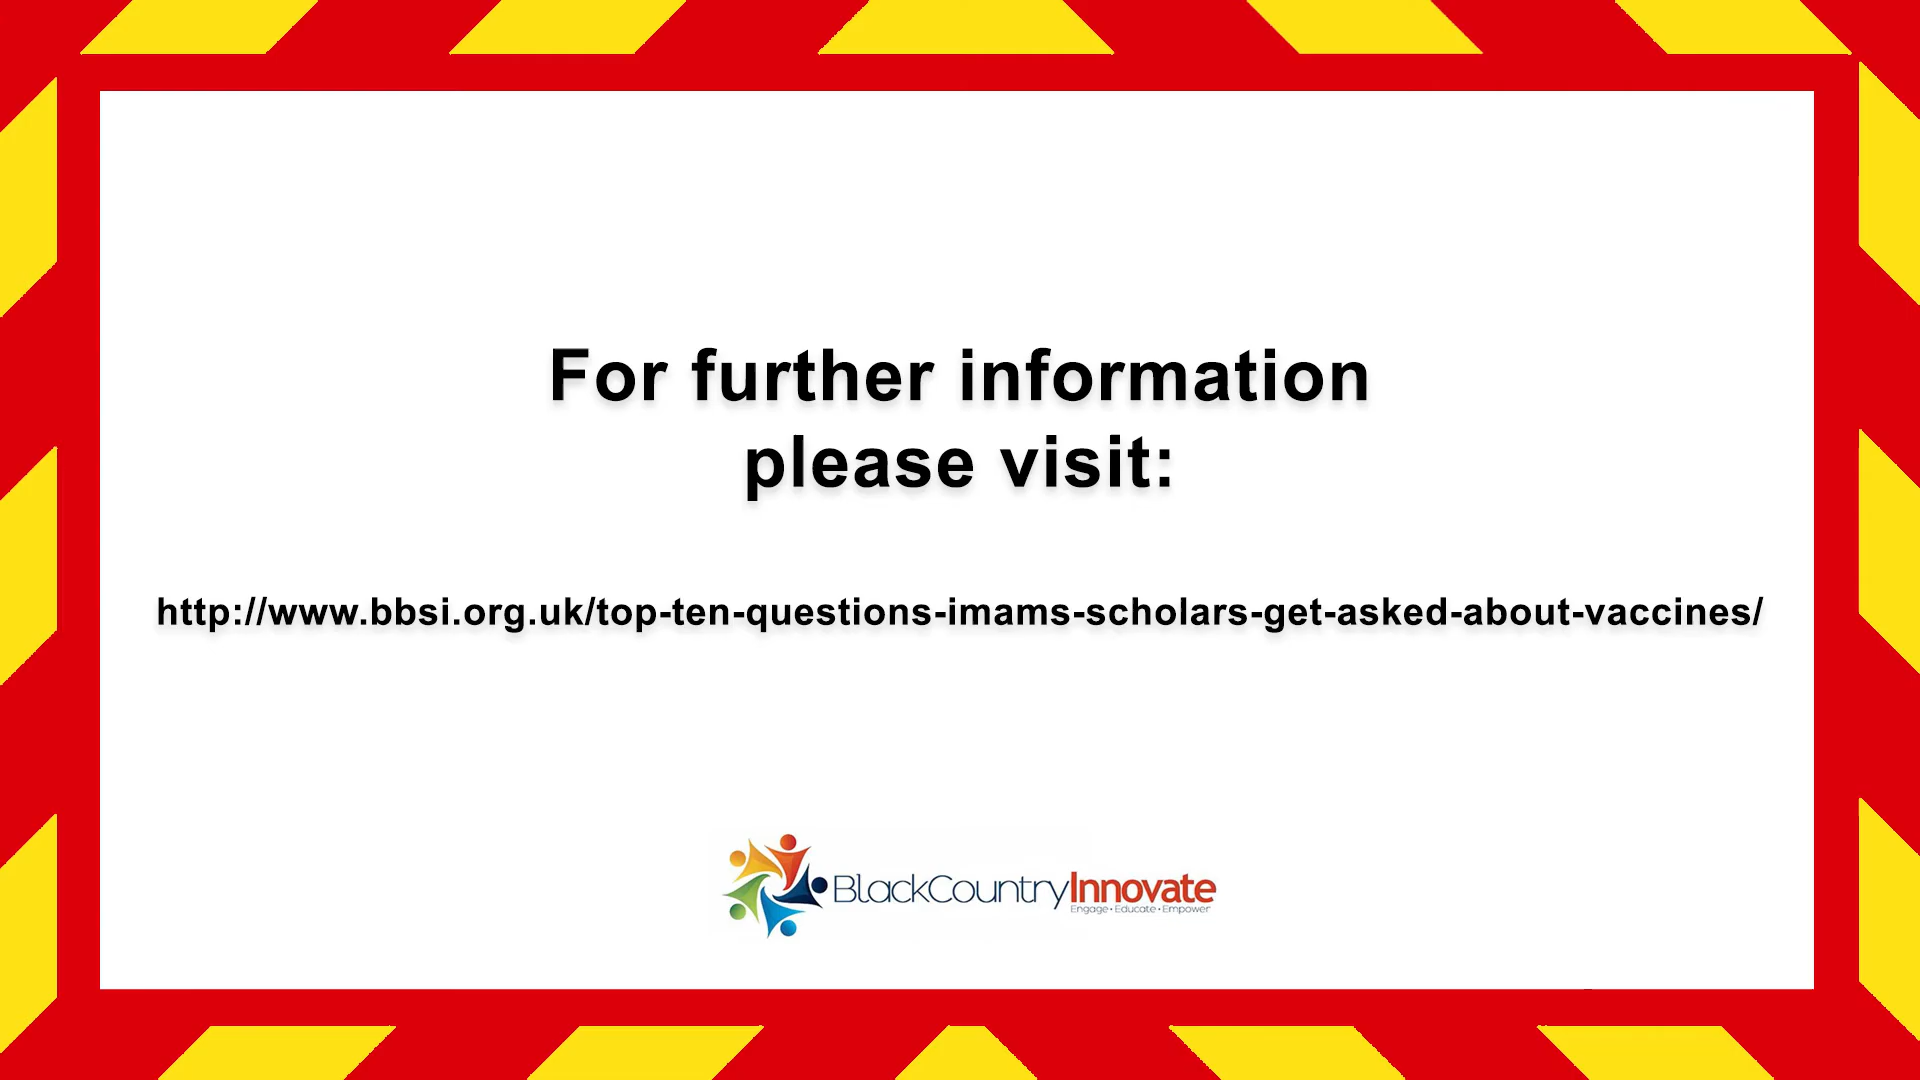 For further information
please visit:
http://www.bbsi.org.uk/top-ten-questions-imams-scholars-get-asked-about-vaccines/
BlackCountryInnovate
Engage • Educate • Empower